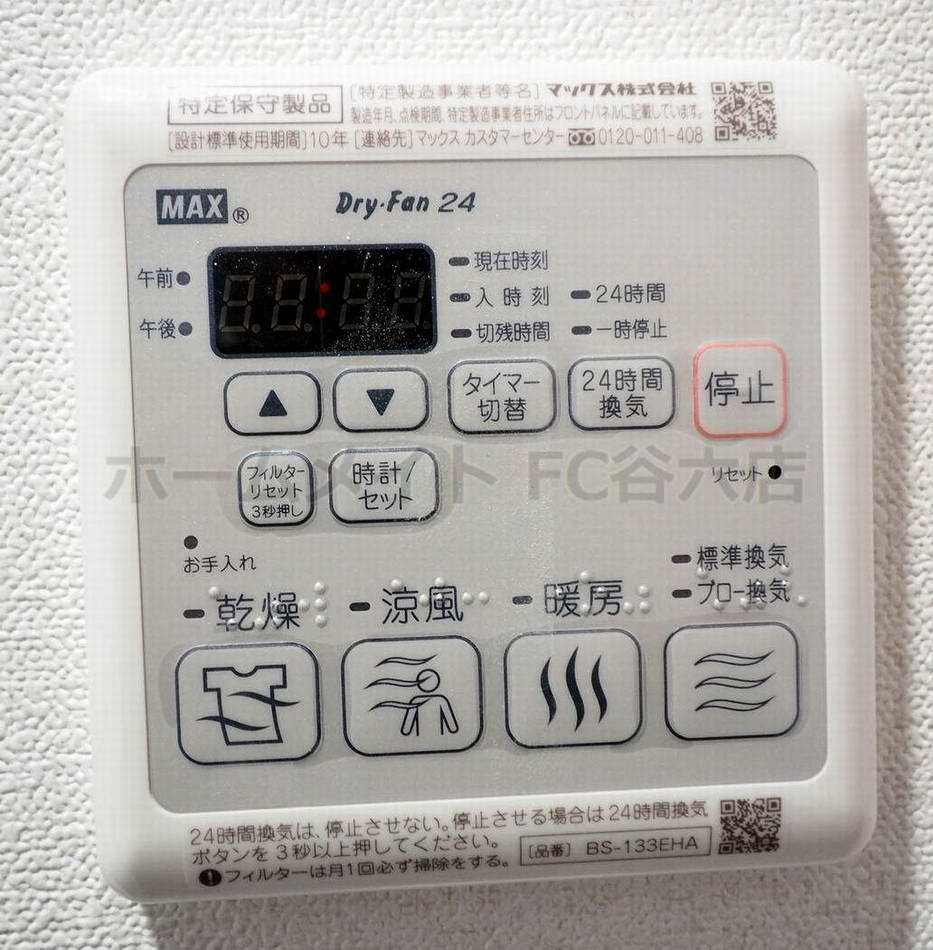 特定保守製品
[特定製造事業者等名] マックス株式会社
製造年月、点検期間、特定製造事業者住所はフロントパネルに記載しています。
[設計標準使用期間]10年 [連絡先]マックス カスタマーセンター 0120-011-408
MAX ® Dry・Fan 24
午前
現在時刻
入時刻 24時間
午後
切残時間 一時停止
▲ ▼
タイマー
切替
24時間
換気
停止
ホームメイト FC谷六店
フィルター
リセット
3秒押し
時計/
セット
リセット
お手入れ
標準換気
ブロー換気
乾燥 涼風 暖房
24時間換気は、停止させない。停止させる場合は24時間換気
ボタンを3秒以上押してください。
[品番] BS-133EHA
フィルターは月1回必ず掃除をする。